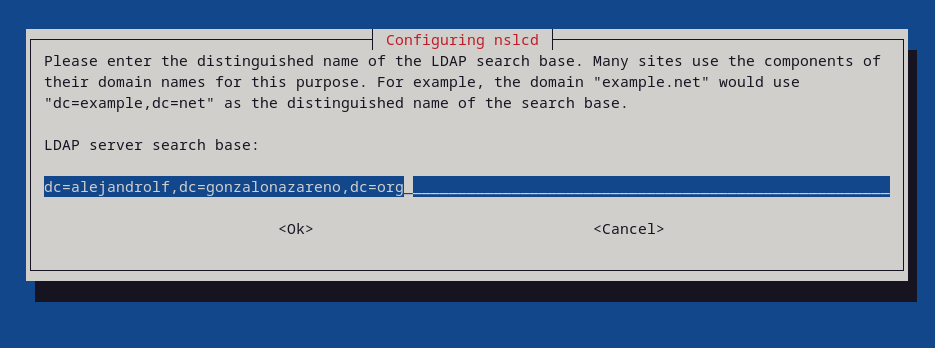 Configuring nslcd
Please enter the distinguished name of the LDAP search base. Many sites use the components of
their domain names for this purpose. For example, the domain "example.net" would use
"dc=example,dc=net" as the distinguished name of the search base.
LDAP server search base:
dc=alejandrolf,dc=gonzalonazareno,dc=org
<Ok> <Cancel>